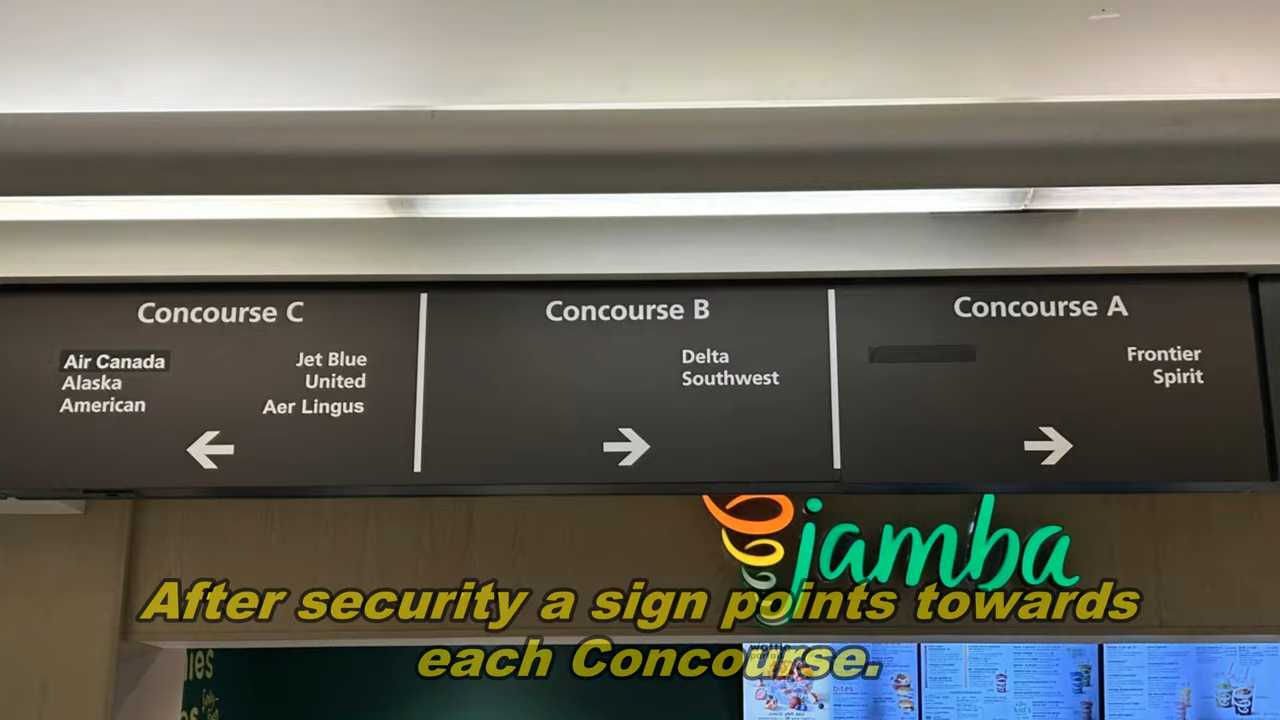 Concourse C
Air Canada
Alaska
American
Jet Blue
United
Aer Lingus
Concourse B
Delta
Southwest
Concourse A
Frontier
Spirit
jamba
After security a sign points towards
each Concourse.
bites